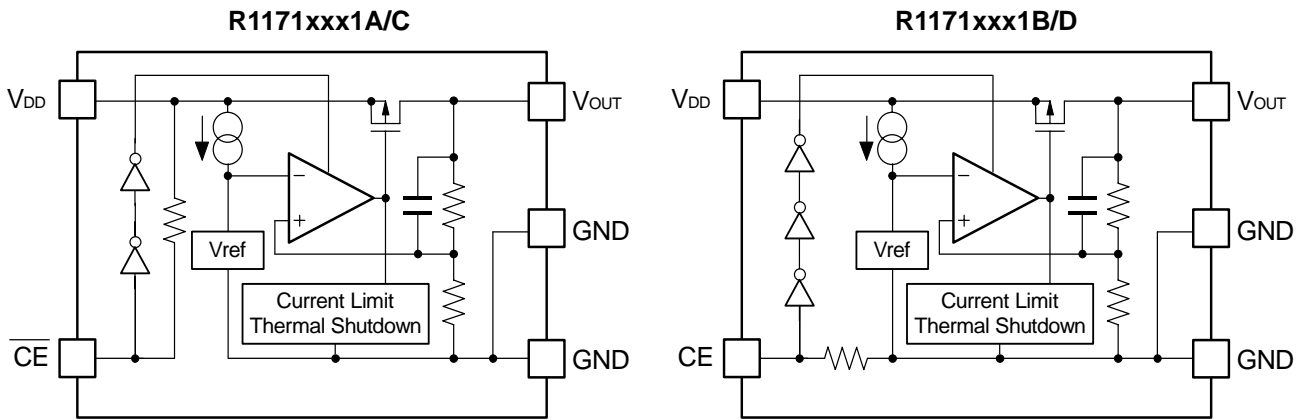 R1171xxx1A/C
VDD
VOUT
−
+
Vref
GND
Current Limit
Thermal Shutdown
C̅E̅
GND
R1171xxx1B/D
VDD
VOUT
−
+
Vref
GND
Current Limit
Thermal Shutdown
CE
GND